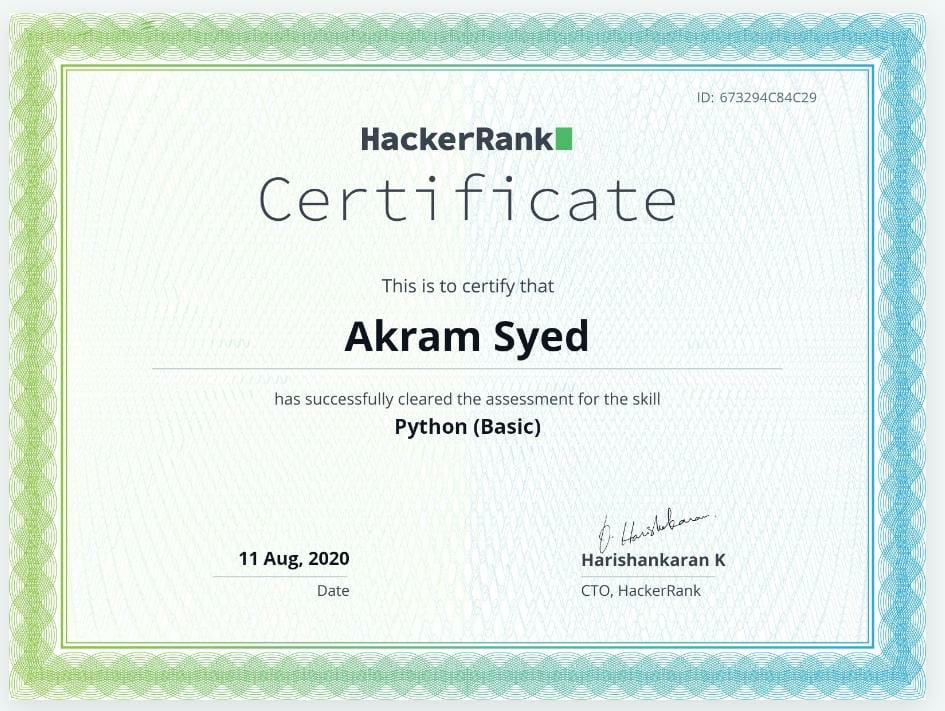 ID: 673294C84C29
HackerRank
Certificate
This is to certify that
Akram Syed
has successfully cleared the assessment for the skill
Python (Basic)
11 Aug, 2020
Date
Harishankaran K
CTO, HackerRank